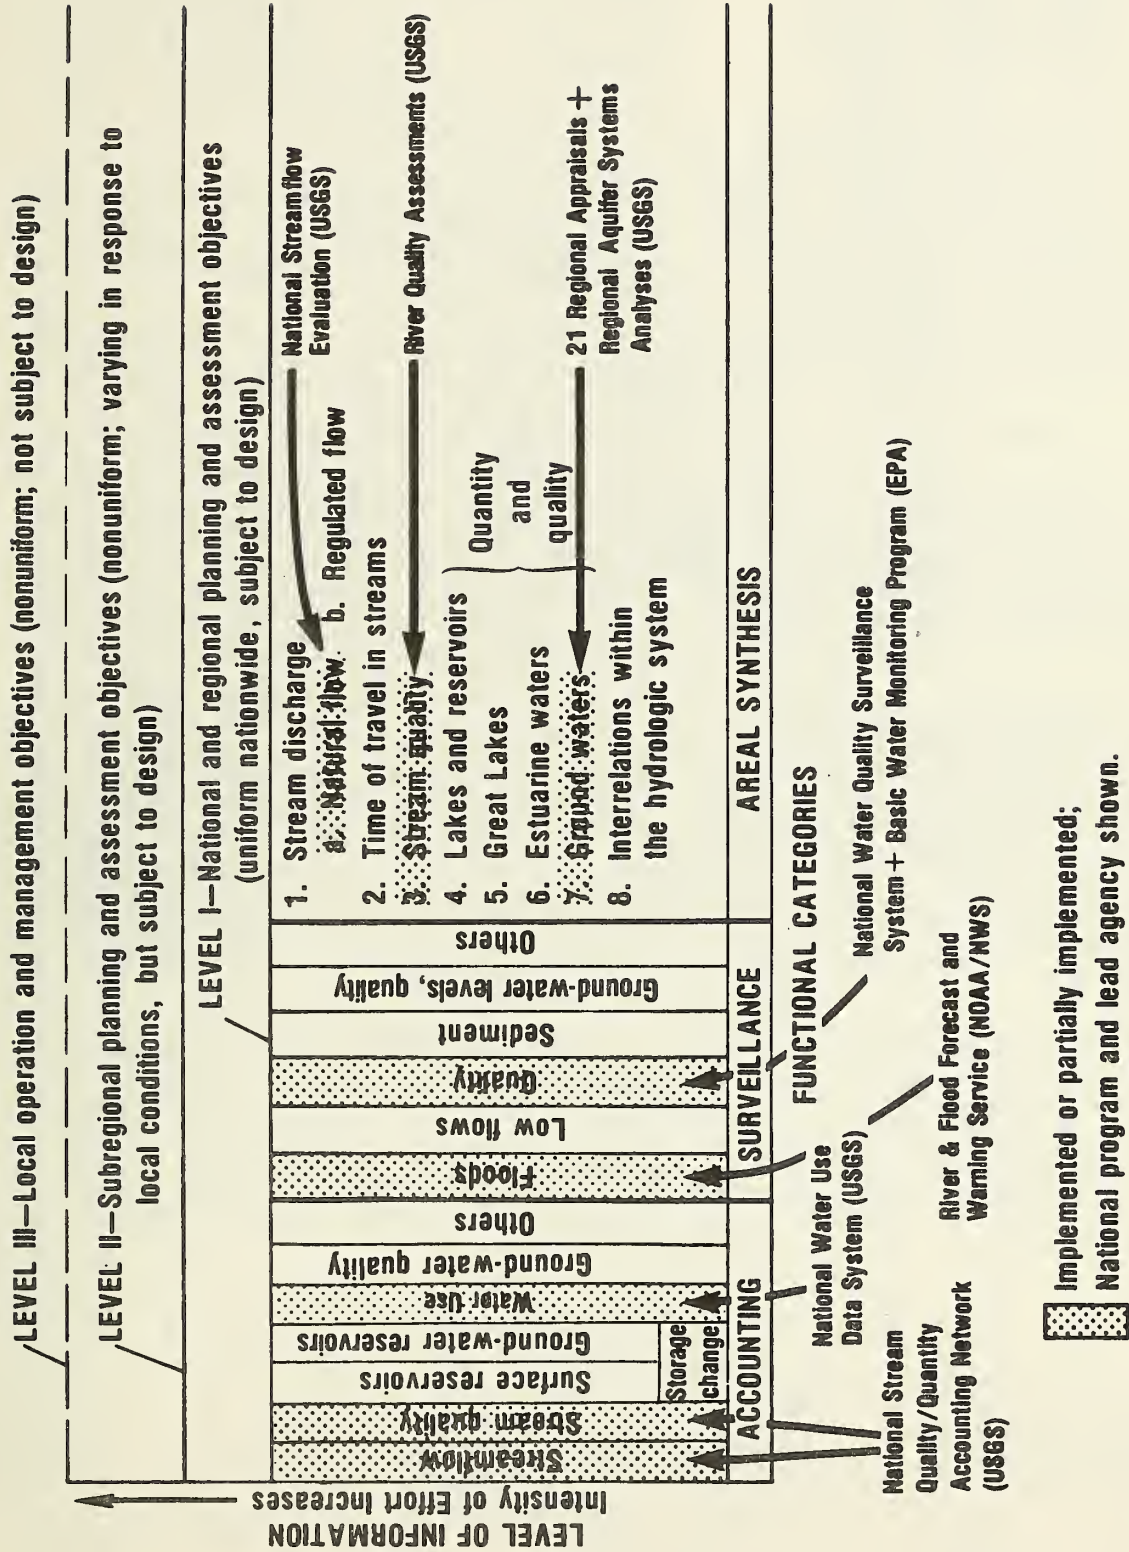 LEVEL III—Local operation and management objectives (nonuniform; not subject to design)
LEVEL II—Subregional planning and assessment objectives (nonuniform; varying in response to
local conditions, but subject to design)
LEVEL I—National and regional planning and assessment objectives
(uniform nationwide, subject to design)
LEVEL OF INFORMATION
Intensity of Effort Increases
Streamflow
Stream quality
Surface reservoirs
Ground-water reservoirs
Storage
change
Water Use
Ground-water quality
Others
Floods
Low flows
Quality
Sediment
Ground-water levels, quality
Others
1. Stream discharge
a. Natural flow b. Regulated flow
2. Time of travel in streams
3. Stream quality
4. Lakes and reservoirs
5. Great Lakes
6. Estuarine waters
7. Ground waters
8. Interrelations within
the hydrologic system
Quantity
and
quality
National Streamflow
Evaluation (USGS)
River Quality Assessments (USGS)
21 Regional Appraisals +
Regional Aquifer Systems
Analyses (USGS)
ACCOUNTING
SURVEILLANCE
AREAL SYNTHESIS
FUNCTIONAL CATEGORIES
National Stream
Quality/Quantity
Accounting Network
(USGS)
National Water Use
Data System (USGS)
River & Flood Forecast and
Warning Service (NOAA/NWS)
National Water Quality Surveillance
System + Basic Water Monitoring Program (EPA)
Implemented or partially implemented;
National program and lead agency shown.